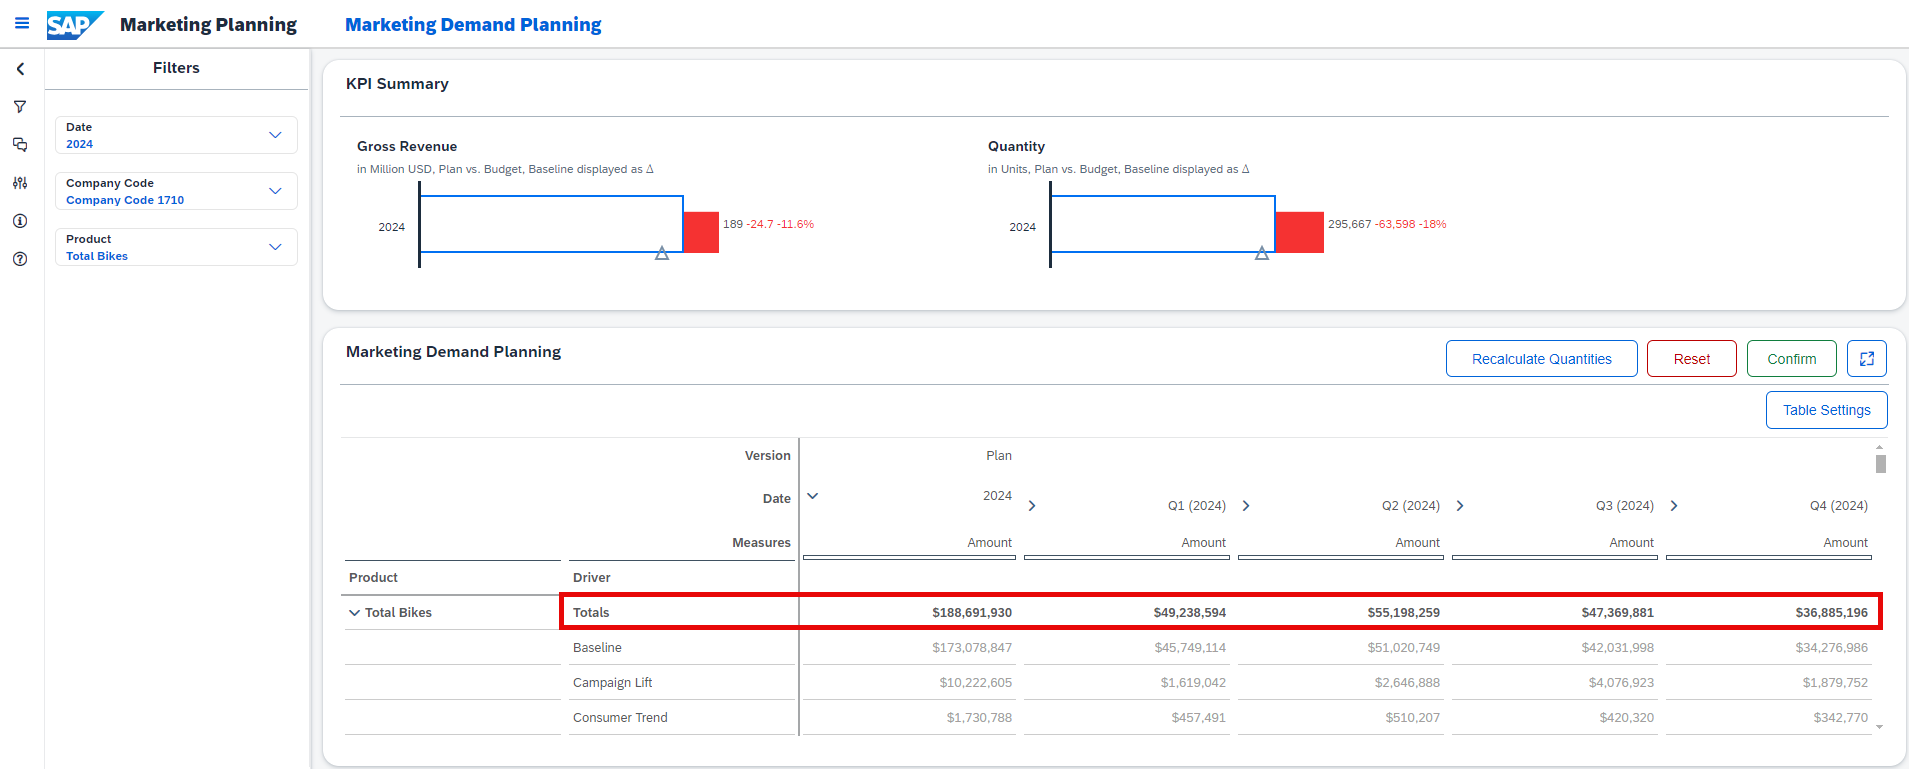 SAP Marketing Planning Marketing Demand Planning
Filters
Date
2024
Company Code
Company Code 1710
Product
Total Bikes
KPI Summary
Gross Revenue
in Million USD, Plan vs. Budget, Baseline displayed as Δ
2024 189 -24.7 -11.6%
Quantity
in Units, Plan vs. Budget, Baseline displayed as Δ
2024 295,667 -63,598 -18%
Marketing Demand Planning
Recalculate Quantities Reset Confirm
Table Settings
Version Plan
Date 2024 Q1 (2024) Q2 (2024) Q3 (2024) Q4 (2024)
Measures Amount Amount Amount Amount Amount
Product Driver
Total Bikes Totals $188,691,930 $49,238,594 $55,198,259 $47,369,881 $36,885,196
Baseline $173,078,847 $45,749,114 $51,020,749 $42,031,998 $34,276,986
Campaign Lift $10,222,605 $1,619,042 $2,646,888 $4,076,923 $1,879,752
Consumer Trend $1,730,788 $457,491 $510,207 $420,320 $342,770